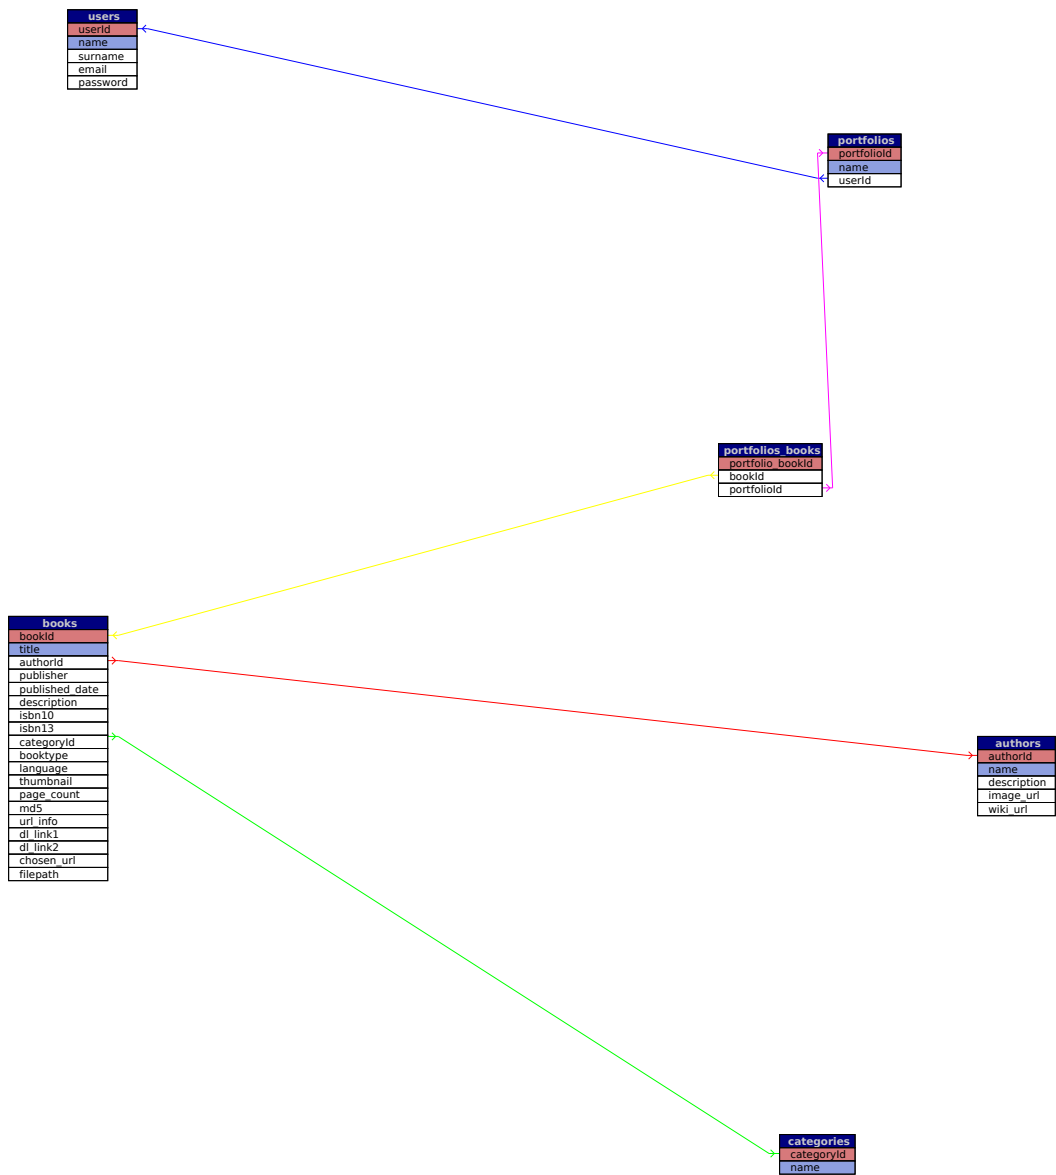 users
userId
name
surname
email
password
portfolios
portfolioId
name
userId
portfolios_books
portfolio_bookId
bookId
portfolioId
books
bookId
title
authorId
publisher
published_date
description
isbn10
isbn13
categoryId
booktype
language
thumbnail
page_count
md5
url_info
dl_link1
dl_link2
chosen_url
filepath
authors
authorId
name
description
image_url
wiki_url
categories
categoryId
name